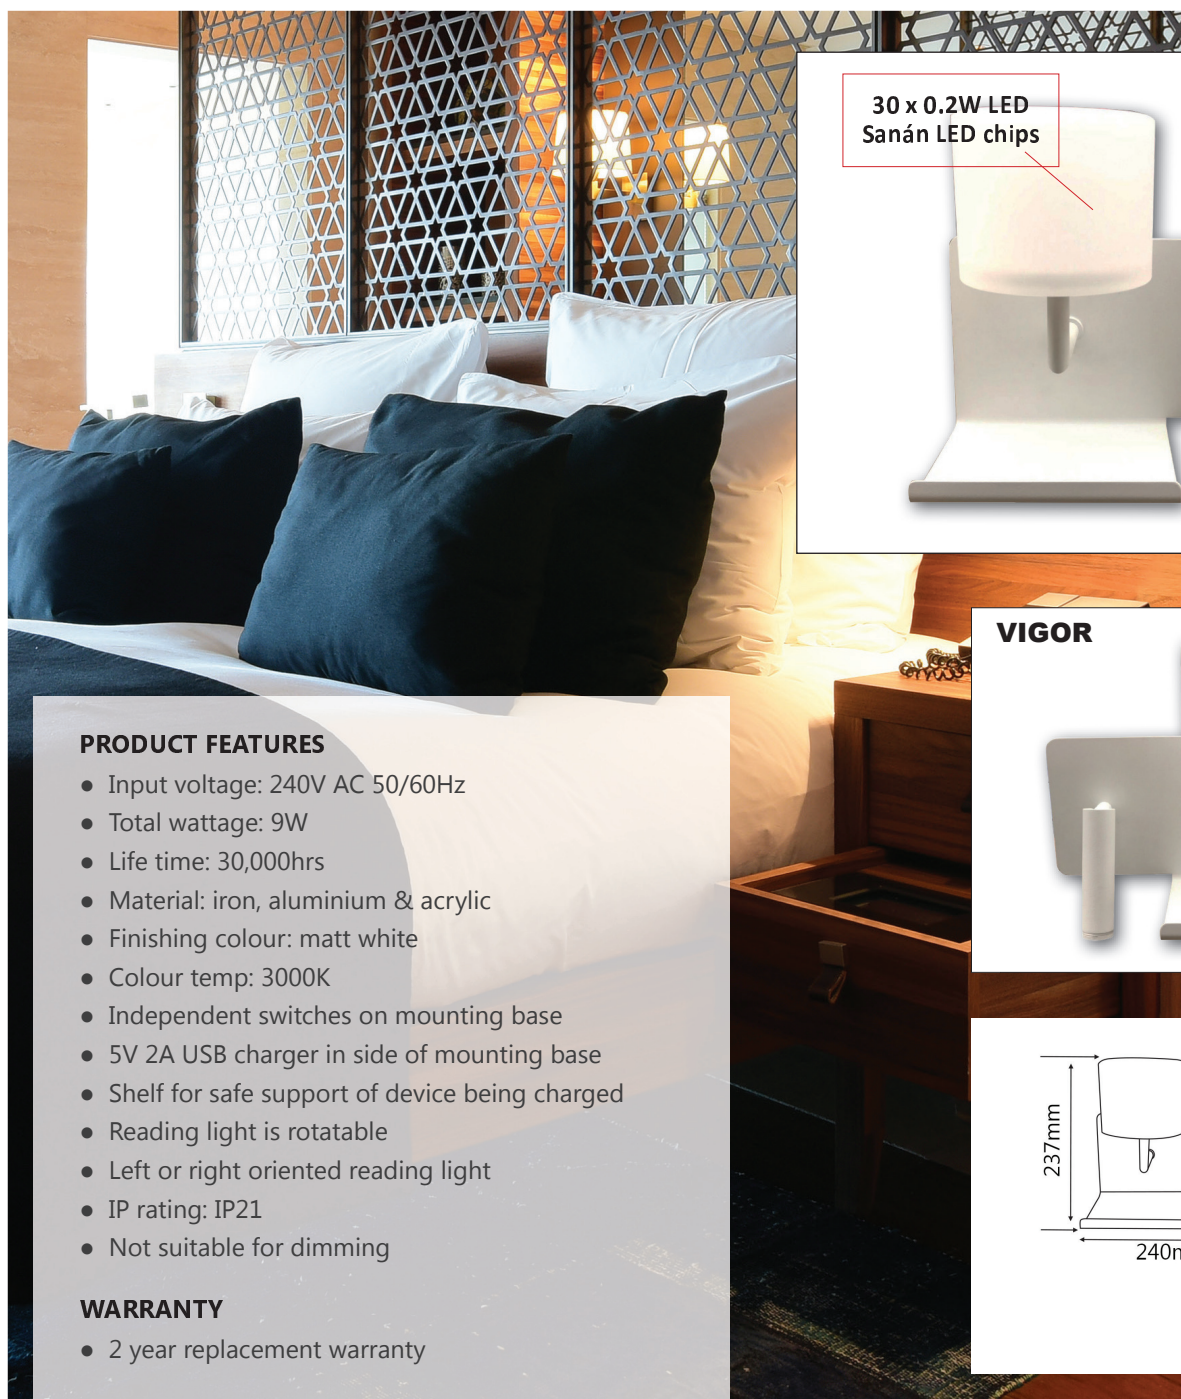 30 x 0.2W LED
Sanán LED chips
VIGOR
PRODUCT FEATURES
● Input voltage: 240V AC 50/60Hz
● Total wattage: 9W
● Life time: 30,000hrs
● Material: iron, aluminium & acrylic
● Finishing colour: matt white
● Colour temp: 3000K
● Independent switches on mounting base
● 5V 2A USB charger in side of mounting base
● Shelf for safe support of device being charged
● Reading light is rotatable
● Left or right oriented reading light
● IP rating: IP21
● Not suitable for dimming
WARRANTY
● 2 year replacement warranty
237mm